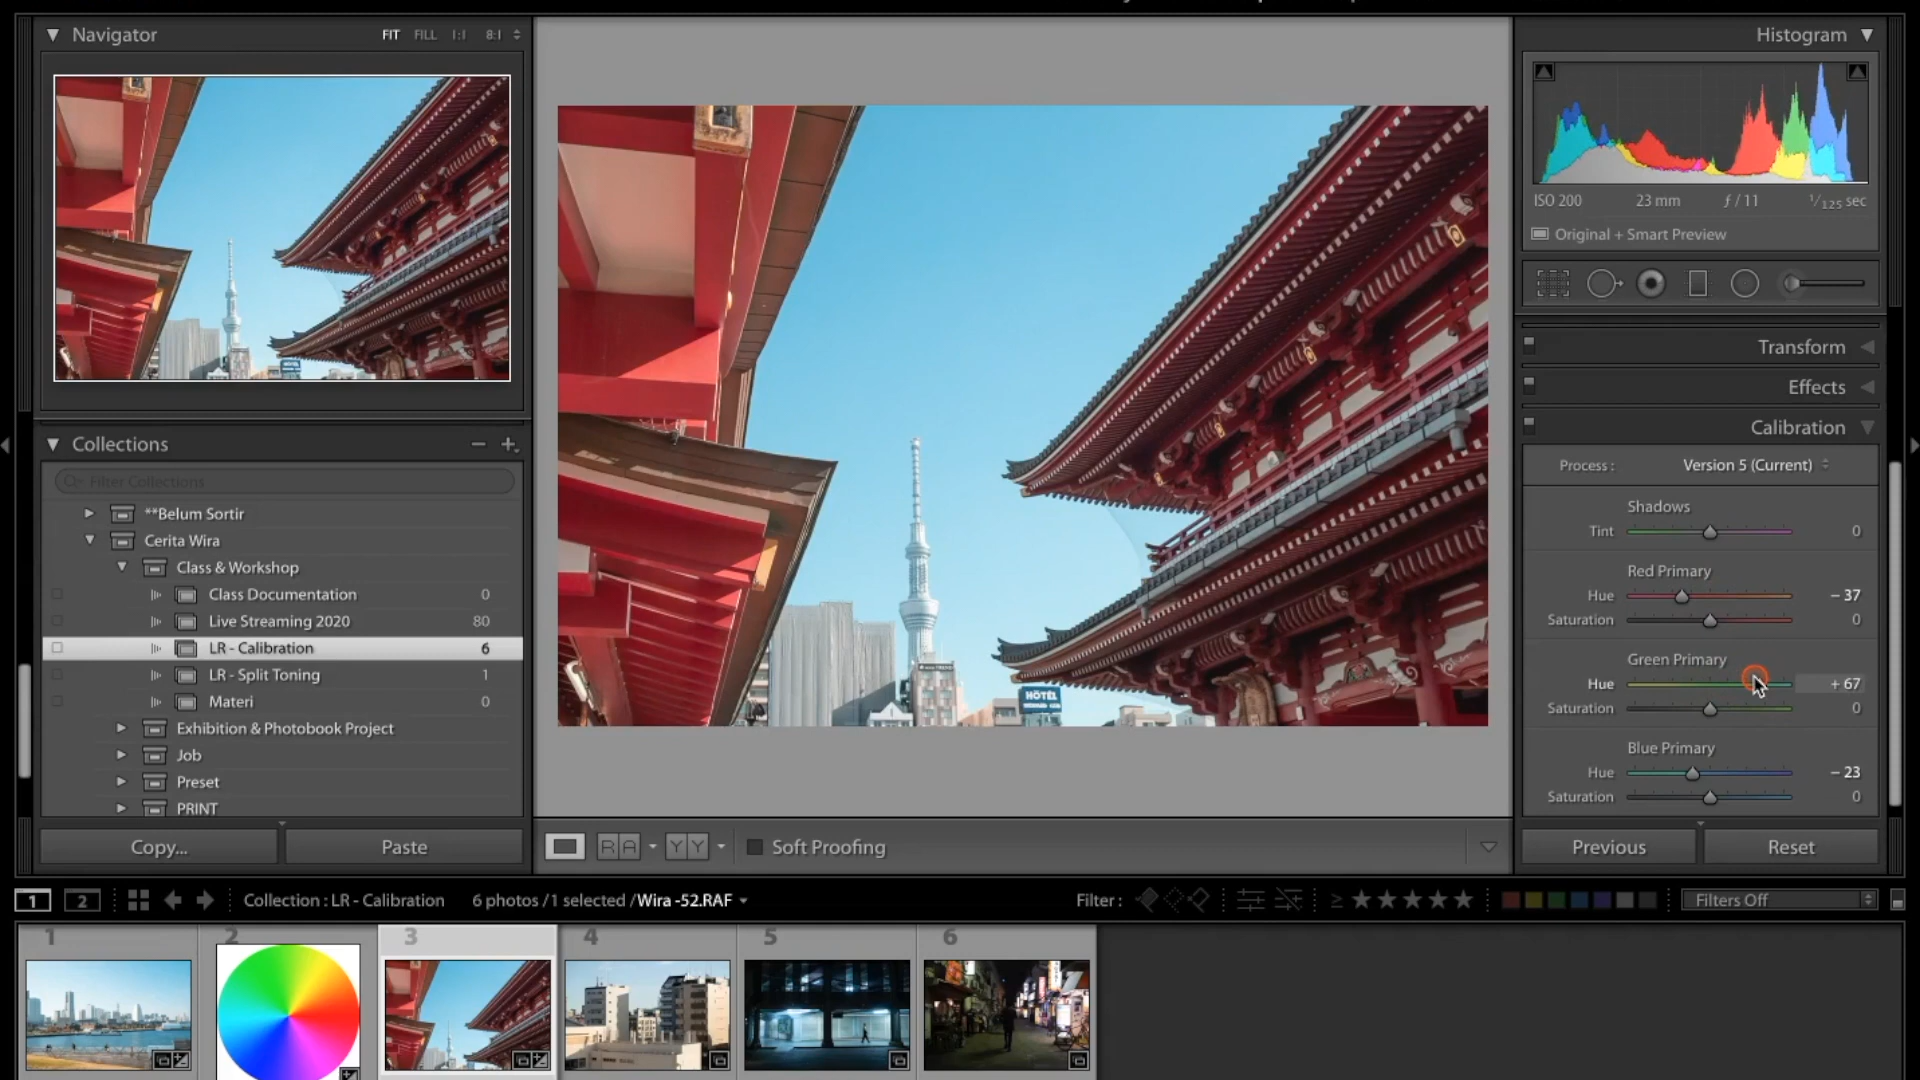 Navigator FIT FILL 1:1 8:1
Collections
Filter Collections
**Belum Sortir
Cerita Wira
Class & Workshop
Class Documentation 0
Live Streaming 2020 80
LR - Calibration 6
LR - Split Toning 1
Materi 0
Exhibition & Photobook Project
Job
Preset
PRINT
Copy... Paste
HOTEL
R A Y Y Soft Proofing
Histogram
ISO 200 23 mm ƒ / 11 1/125 sec
Original + Smart Preview
Transform
Effects
Calibration
Process : Version 5 (Current)
Shadows
Tint 0
Red Primary
Hue – 37
Saturation 0
Green Primary
Hue + 67
Saturation 0
Blue Primary
Hue – 23
Saturation 0
Previous Reset
1 2 Collection : LR - Calibration 6 photos / 1 selected / Wira -52.RAF Filter : ≥ ★★★★★ Filters Off
1 2 3 4 5 6